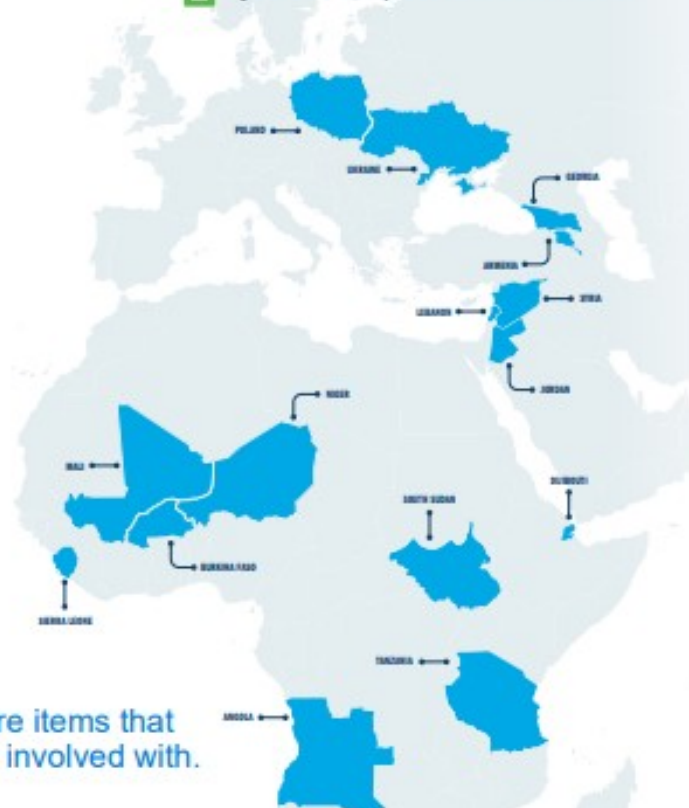 POLAND
UKRAINE
GEORGIA
ARMENIA
LEBANON
SYRIA
JORDAN
NIGER
MALI
DJIBOUTI
SOUTH SUDAN
BURKINA FASO
SIERRA LEONE
TANZANIA
ANGOLA
re items that
involved with.